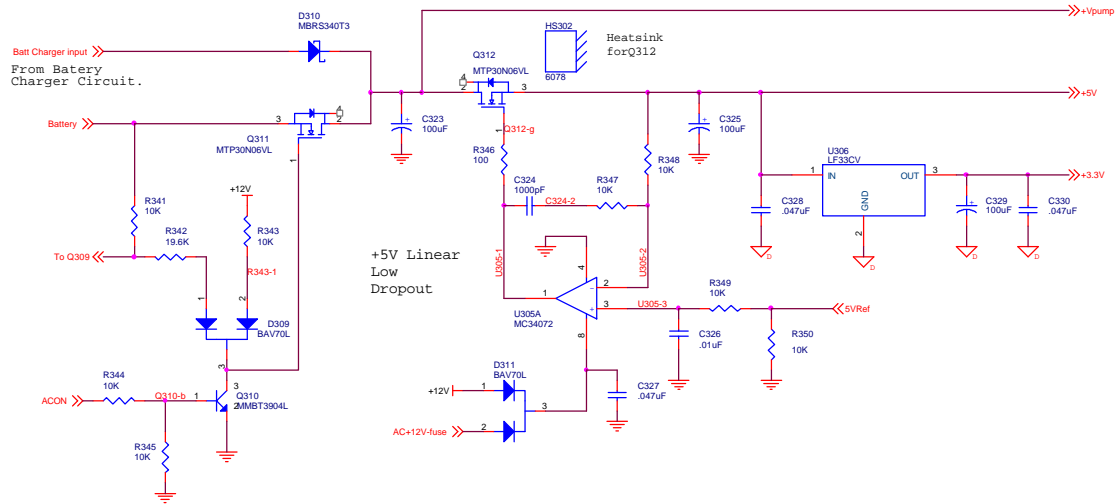 D310
MBRS340T3
+Vpump
HS302
Heatsink
forQ312
6078
Batt Charger input
From Batery
Charger Circuit.
Q312
MTP30N06VL
4
2
3
1
Q312-g
+5V
Battery
3
4
2
1
Q311
MTP30N06VL
C323
100uF
C325
100uF
R346
100
R348
10K
C324
1000pF
C324-2
R347
10K
U306
LF33CV
1
IN
OUT
3
GND
2
+3.3V
C328
.047uF
C329
100uF
C330
.047uF
D
D
D
+12V
R341
10K
R342
19.6K
R343
10K
To Q309
R343-1
+5V Linear
Low
Dropout
U305-1
U305-2
4
1
2
3
8
U305A
MC34072
U305-3
R349
10K
5VRef
C326
.01uF
R350
10K
1
2
D309
BAV70L
3
R344
10K
ACON
Q310-b
1
3
2
Q310
MMBT3904L
R345
10K
D311
BAV70L
+12V
1
3
AC+12V-fuse
2
C327
.047uF